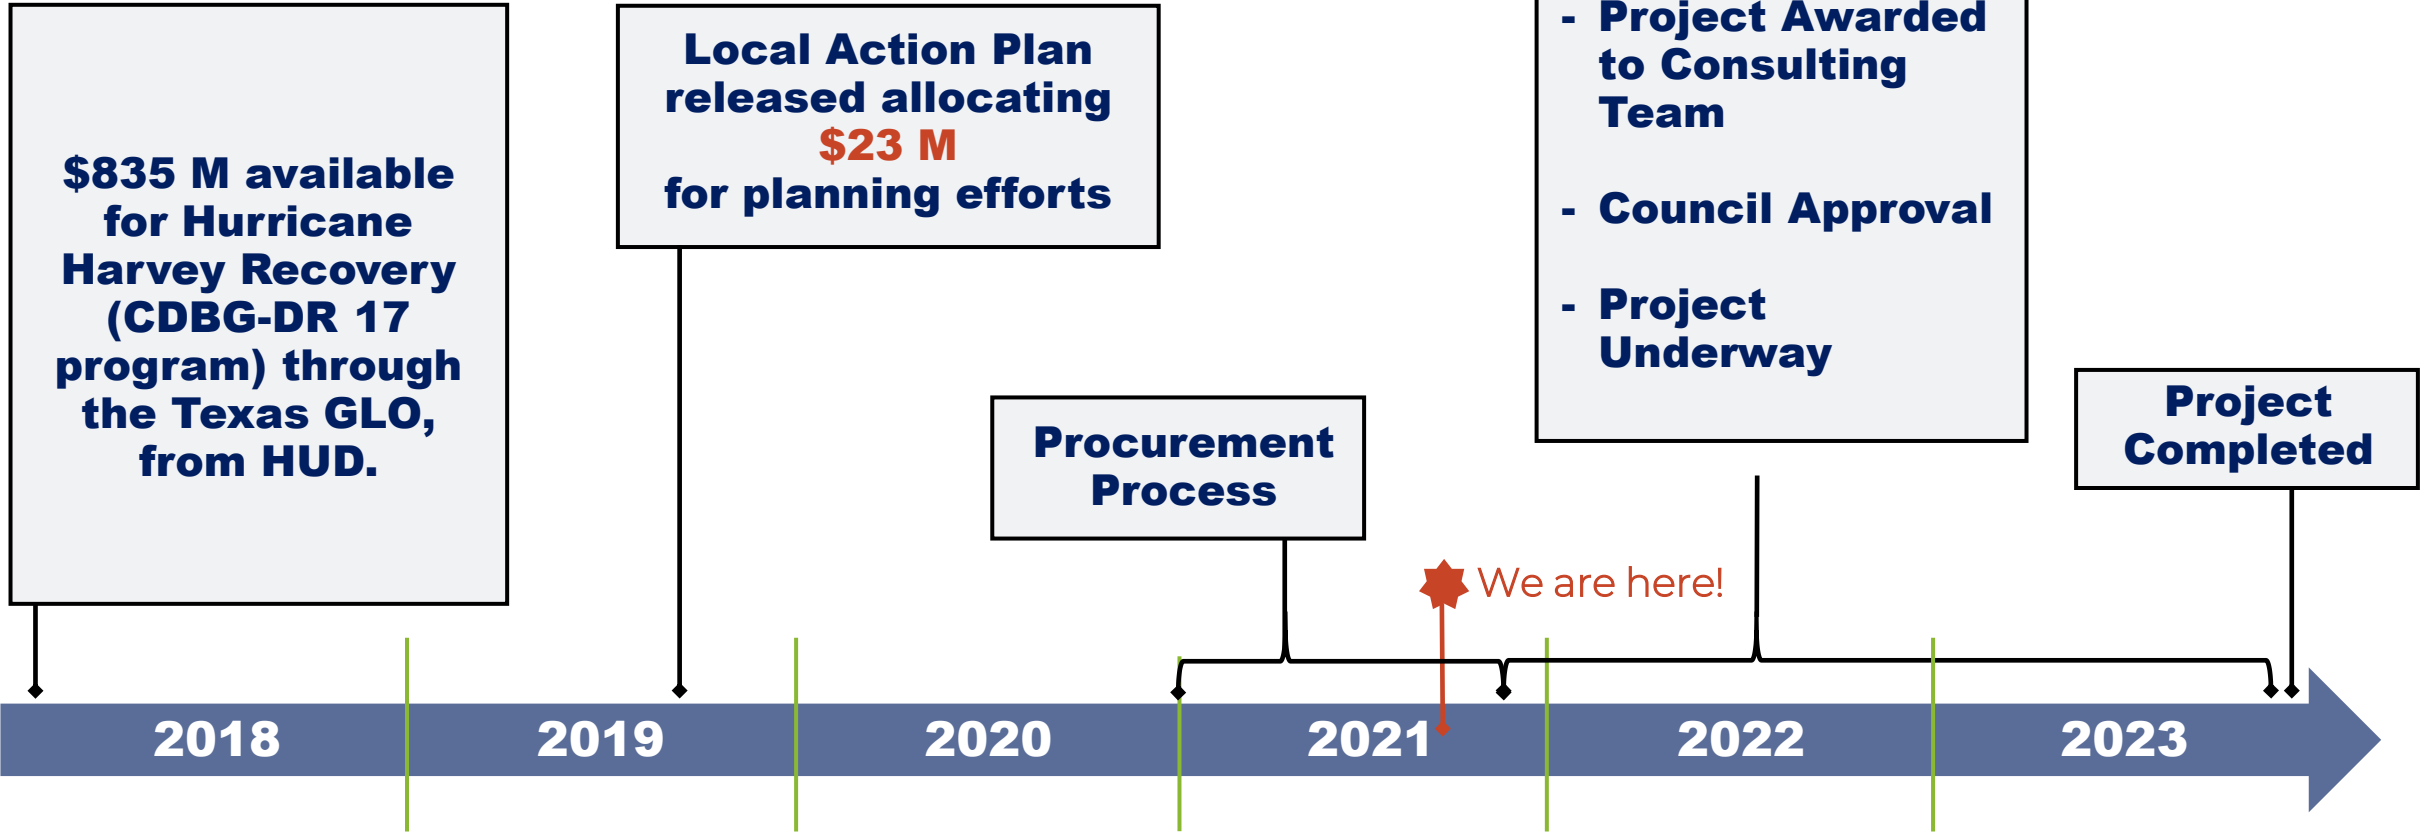 $835 M available
for Hurricane
Harvey Recovery
(CDBG-DR 17
program) through
the Texas GLO,
from HUD.
Local Action Plan
released allocating
$23 M
for planning efforts
Procurement
Process
We are here!
- Project Awarded
to Consulting
Team
- Council Approval
- Project
Underway
Project
Completed
2018
2019
2020
2021
2022
2023